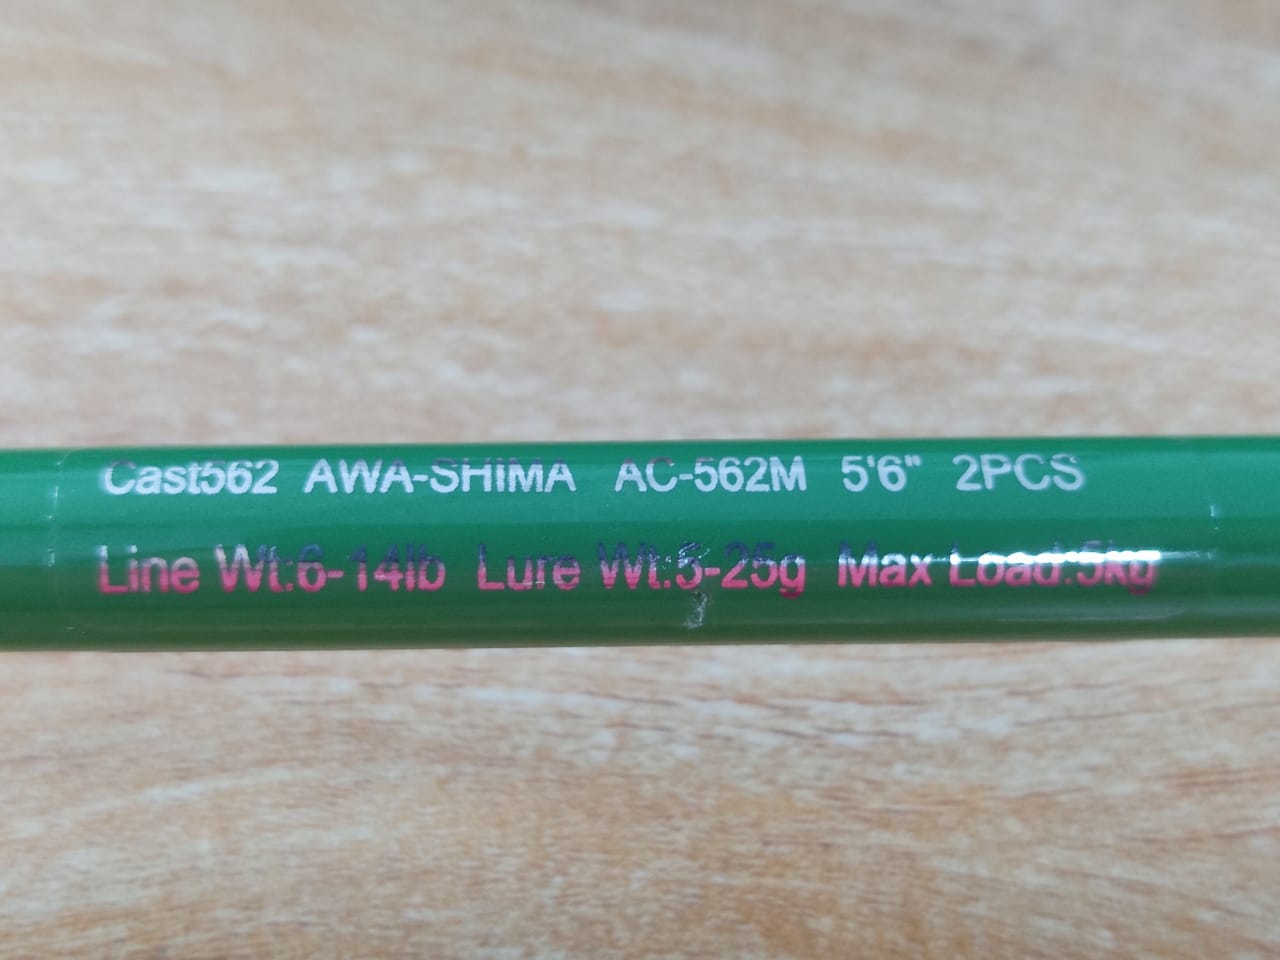 Cast562 AWA-SHIMA AC-562M 5'6" 2PCS
Line Wt:6-14lb Lure Wt:5-25g Max Load:5kg